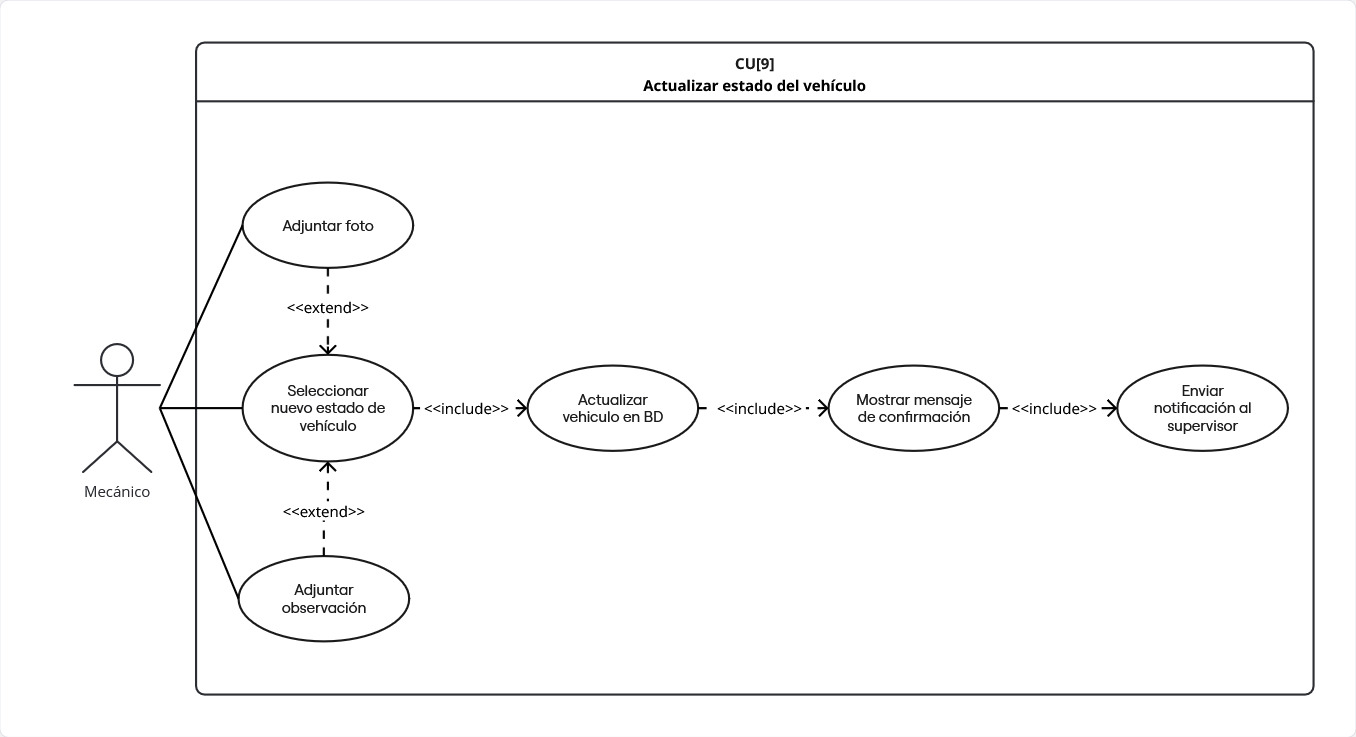 CU[9]
Actualizar estado del vehículo
Adjuntar foto
<<extend>>
Seleccionar
nuevo estado de
vehículo
<<include>>
Actualizar
vehiculo en BD
<<include>>
Mostrar mensaje
de confirmación
<<include>>
Enviar
notificación al
supervisor
Mecánico
<<extend>>
Adjuntar
observación